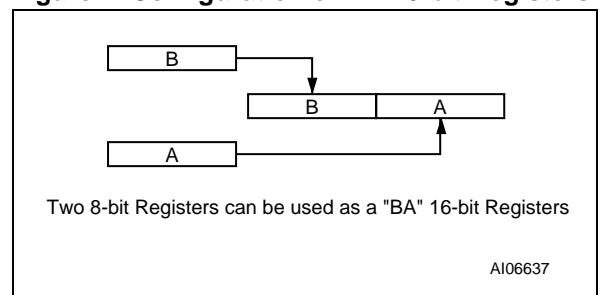 B
B A
A
Two 8-bit Registers can be used as a "BA" 16-bit Registers
AI06637